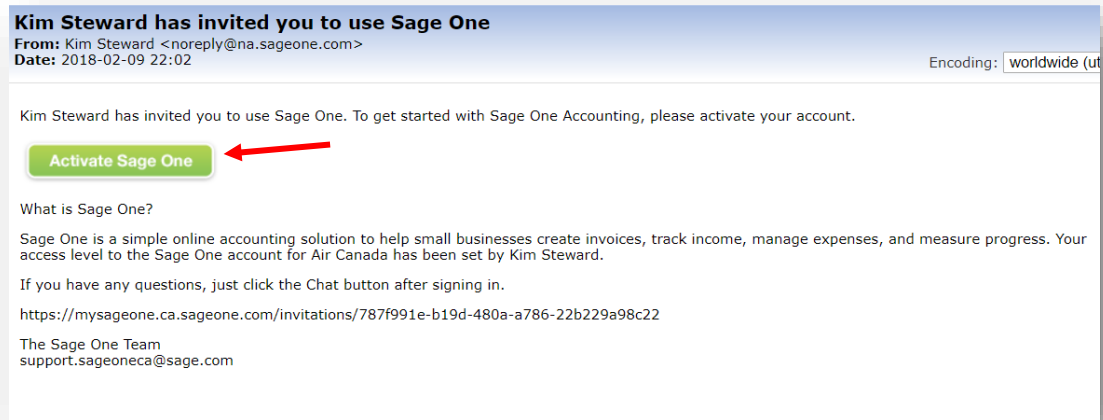 Kim Steward has invited you to use Sage One
From: Kim Steward <noreply@na.sageone.com>
Date: 2018-02-09 22:02
Encoding: worldwide (ut
Kim Steward has invited you to use Sage One. To get started with Sage One Accounting, please activate your account.
Activate Sage One
What is Sage One?
Sage One is a simple online accounting solution to help small businesses create invoices, track income, manage expenses, and measure progress. Your
access level to the Sage One account for Air Canada has been set by Kim Steward.
If you have any questions, just click the Chat button after signing in.
https://mysageone.ca.sageone.com/invitations/787f991e-b19d-480a-a786-22b229a98c22
The Sage One Team
support.sageoneca@sage.com